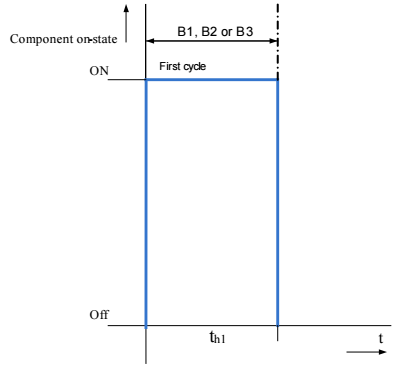 B1, B2 or B3
Component on-state
First cycle
ON
Off
th1
t